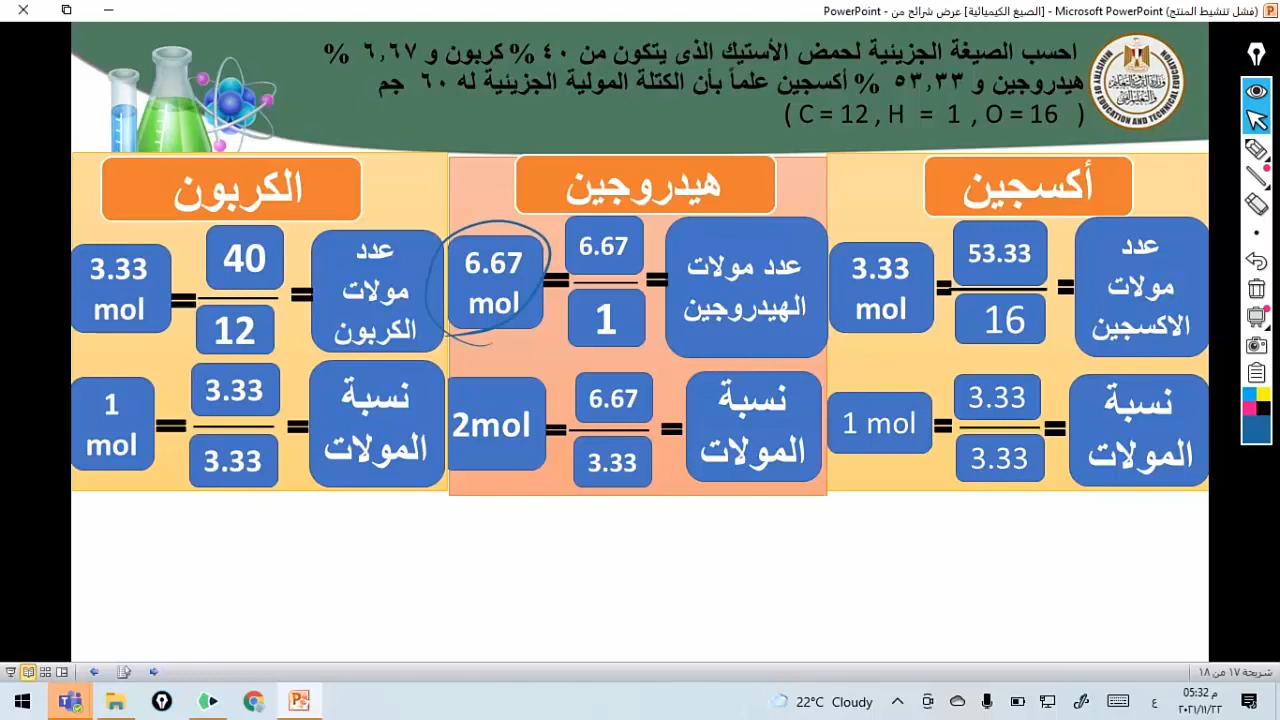 (فشل تنشيط المنتج) Microsoft PowerPoint - [الصيغ الكيميائية] عرض شرائح من - PowerPoint
احسب الصيغة الجزيئية لحمض الأستيك الذى يتكون من ٤٠ % كربون و ٦,٦٧ %
هيدروجين و ٥٣,٣٣ % أكسجين علماً بأن الكتلة المولية الجزيئية له ٦٠ جم
( C = 12 , H = 1 , O = 16 )
أكسجين
عدد
مولات
الاكسجين
=
53.33
16
=
3.33
mol
نسبة
المولات
=
3.33
3.33
=
1 mol
هيدروجين
عدد مولات
الهيدروجين
=
6.67
1
=
6.67
mol
نسبة
المولات
=
6.67
3.33
=
2mol
الكربون
عدد
مولات
الكربون
=
40
12
=
3.33
mol
نسبة
المولات
=
3.33
3.33
=
1
mol
شريحة ١٧ من ١٨
22°C Cloudy
ع
05:32 م
٢٠٢١/١١/٢٢